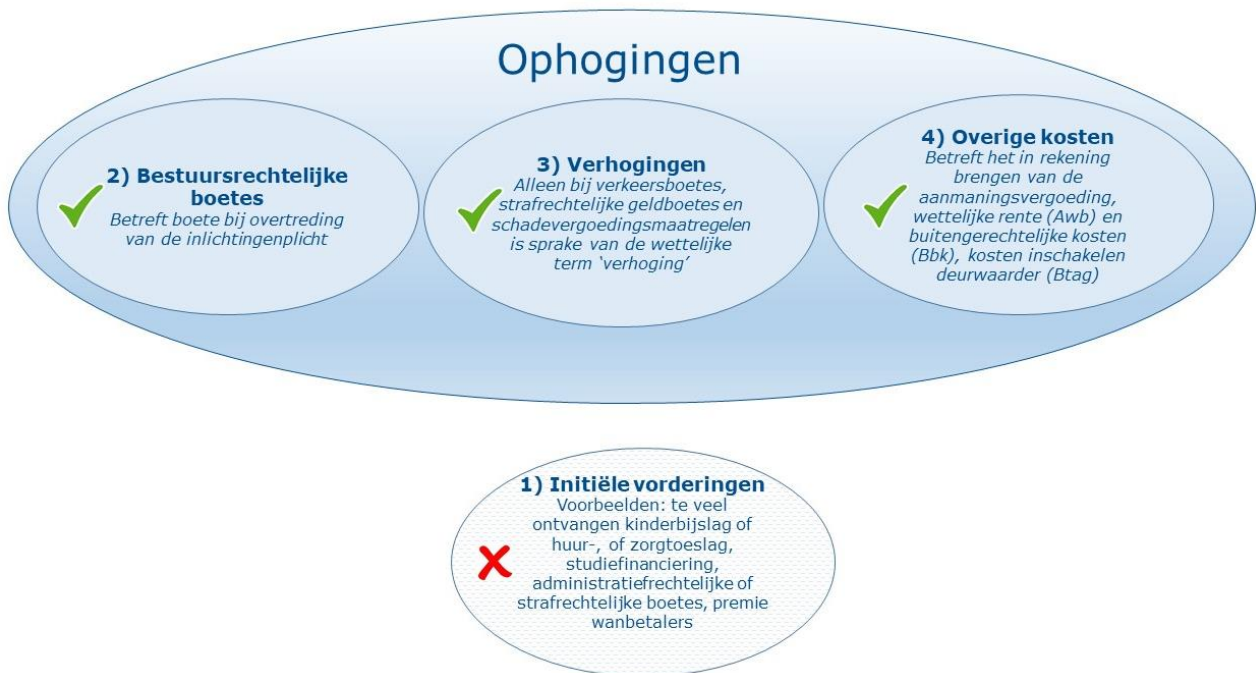 Ophogingen
2) Bestuursrechtelijke
boetes
Betreft boete bij overtreding
van de inlichtingenplicht
3) Verhogingen
Alleen bij verkeersboetes,
strafrechtelijke geldboetes en
schadevergoedingsmaatregelen
is sprake van de wettelijke
term ‘verhoging’
4) Overige kosten
Betreft het in rekening
brengen van de
aanmaningsvergoeding,
wettelijke rente (Awb) en
buitengerechtelijke kosten
(Bbk), kosten inschakelen
deurwaarder (Btag)
1) Initiële vorderingen
Voorbeelden: te veel
ontvangen kinderbijslag of
huur-, of zorgtoeslag,
studiefinanciering,
administratiefrechtelijke of
strafrechtelijke boetes, premie
wanbetalers